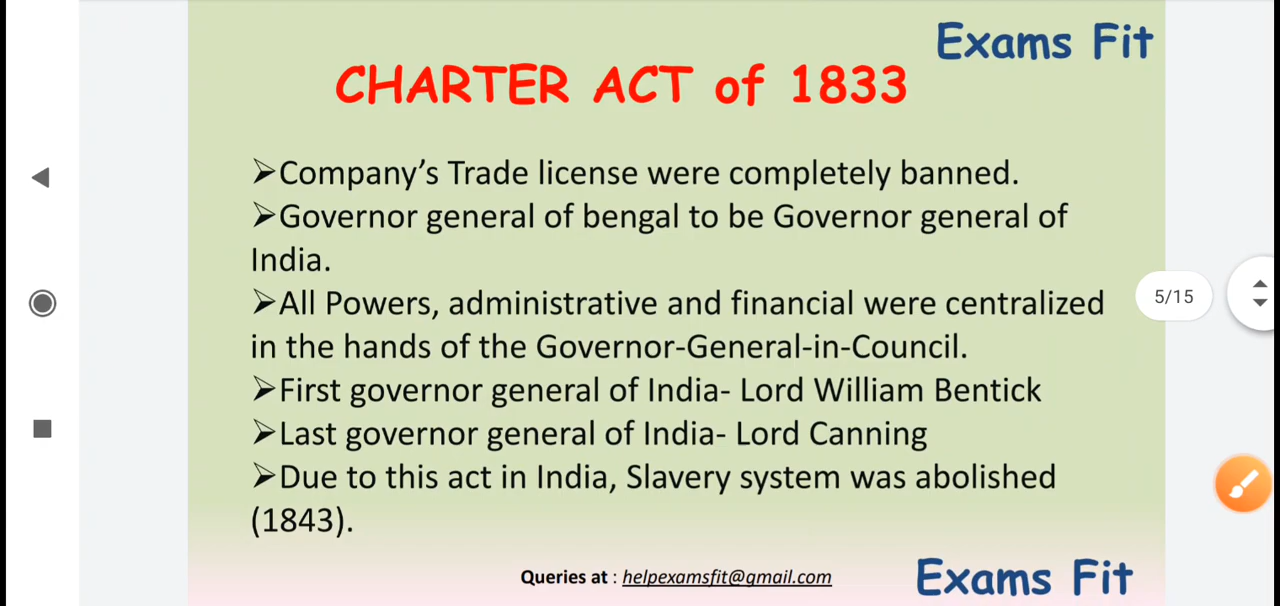 Exams Fit
CHARTER ACT of 1833
➢Company’s Trade license were completely banned.
➢Governor general of bengal to be Governor general of
India.
➢All Powers, administrative and financial were centralized
in the hands of the Governor-General-in-Council.
➢First governor general of India- Lord William Bentick
➢Last governor general of India- Lord Canning
➢Due to this act in India, Slavery system was abolished
(1843).
5/15
Queries at : helpexamsfit@gmail.com
Exams Fit